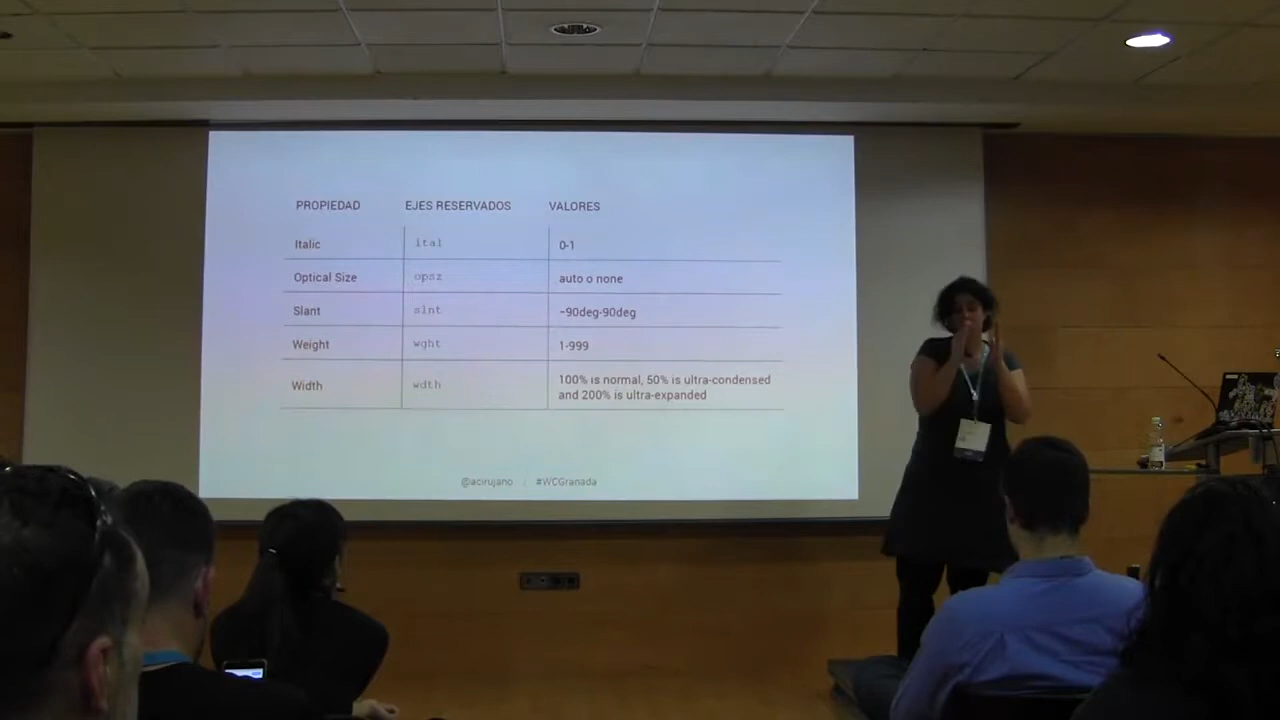 PROPIEDAD EJES RESERVADOS VALORES
Italic ital 0-1
Optical Size opsz auto o none
Slant slnt -90deg-90deg
Weight wght 1-999
Width wdth 100% is normal, 50% is ultra-condensed
and 200% is ultra-expanded
@acirujano | #WCGranada